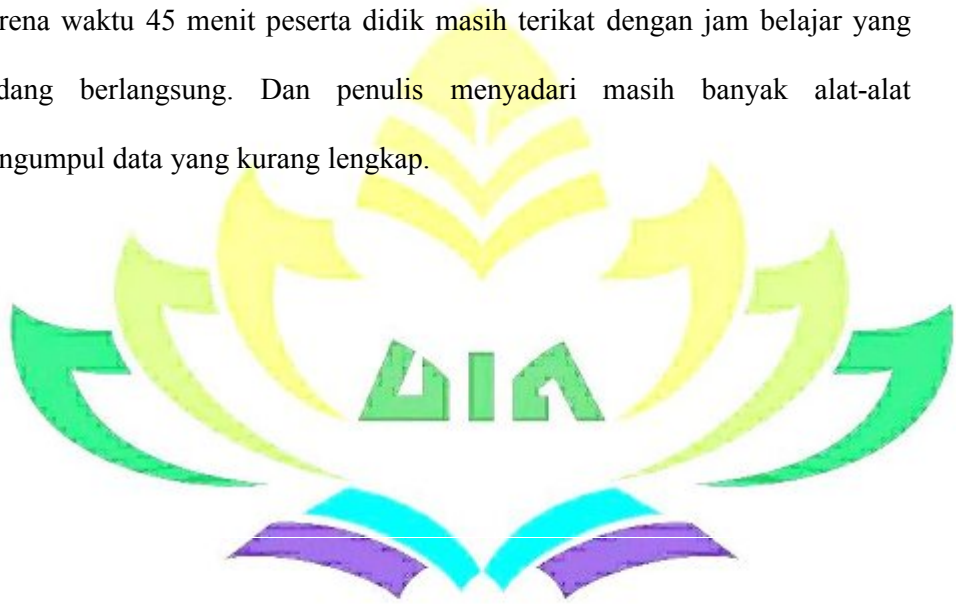 rena waktu 45 menit peserta didik masih terikat dengan jam belajar yang
dang berlangsung. Dan penulis menyadari masih banyak alat-alat
ngumpul data yang kurang lengkap.
UIN